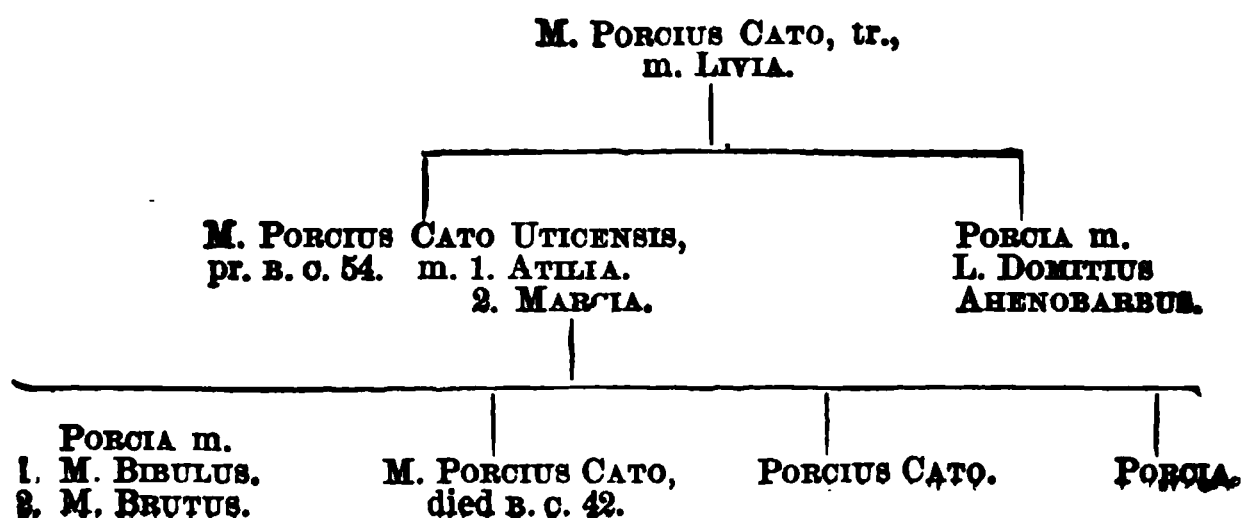 M. PORCIUS CATO, tr.,
m. LIVIA.
M. PORCIUS CATO UTICENSIS,
pr. B. C. 54. m. 1. ATILIA.
2. MARCIA.
PORCIA m.
L. DOMITIUS
AHENOBARBUS.
PORCIA m.
1. M. BIBULUS.
2. M. BRUTUS.
M. PORCIUS CATO,
died B. C. 42.
PORCIUS CATO.
PORCIA.